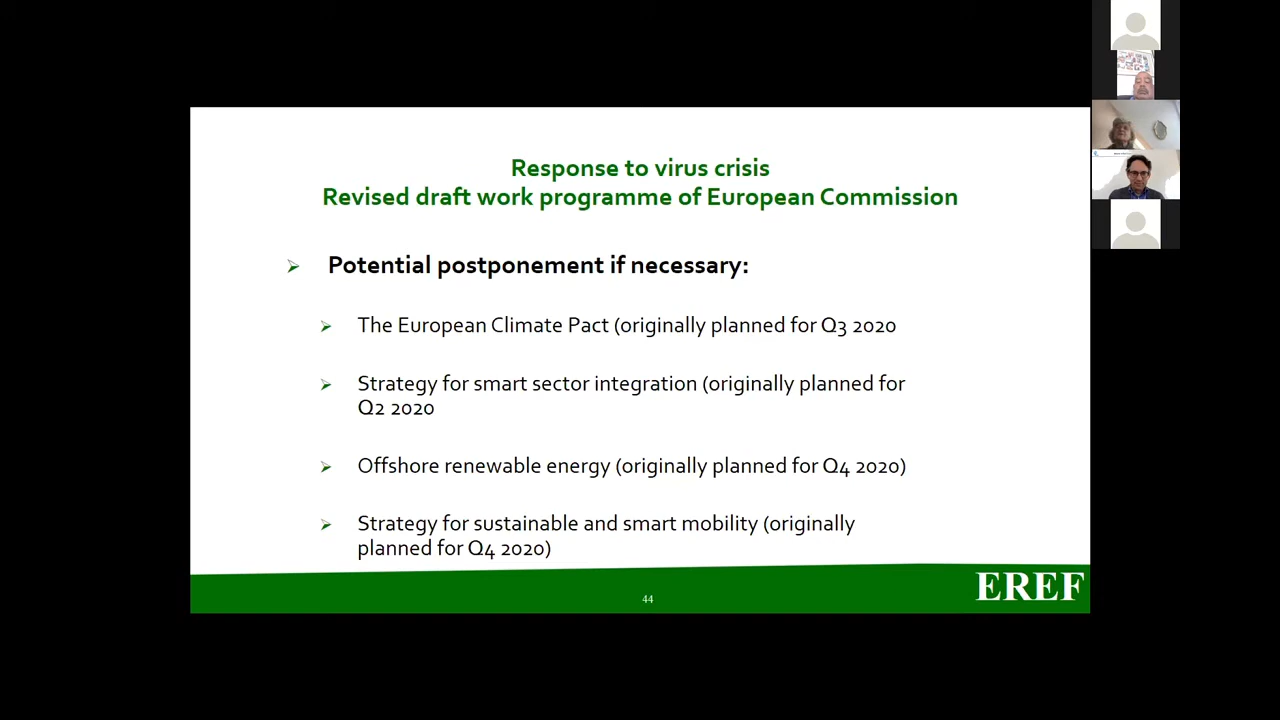 Response to virus crisis
Revised draft work programme of European Commission
Potential postponement if necessary:
The European Climate Pact (originally planned for Q3 2020
Strategy for smart sector integration (originally planned for
Q2 2020
Offshore renewable energy (originally planned for Q4 2020)
Strategy for sustainable and smart mobility (originally
planned for Q4 2020)
44
EREF